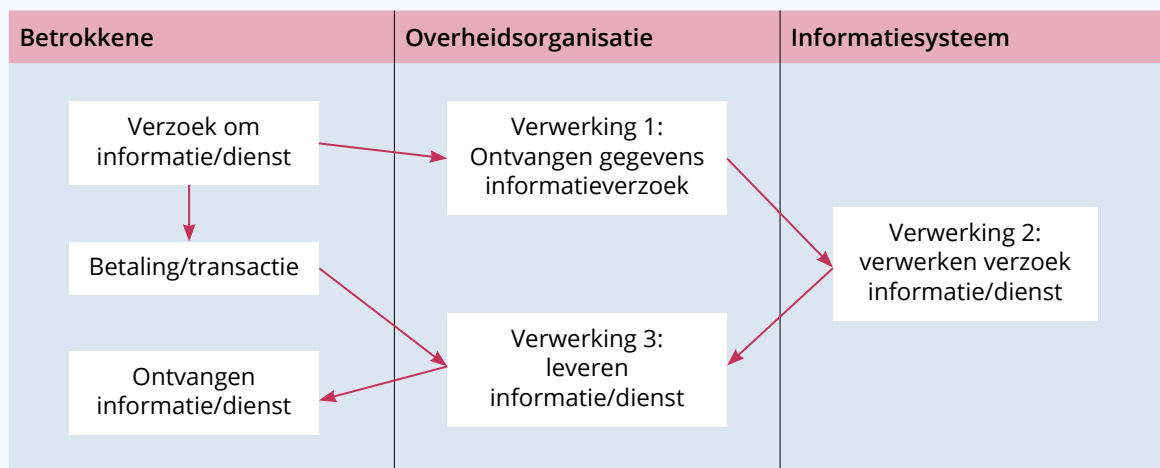 Betrokkene
Overheidsorganisatie
Informatiesysteem
Verzoek om
informatie/dienst
Verwerking 1:
Ontvangen gegevens
informatieverzoek
Verwerking 2:
verwerken verzoek
informatie/dienst
Betaling/transactie
Verwerking 3:
leveren
informatie/dienst
Ontvangen
informatie/dienst